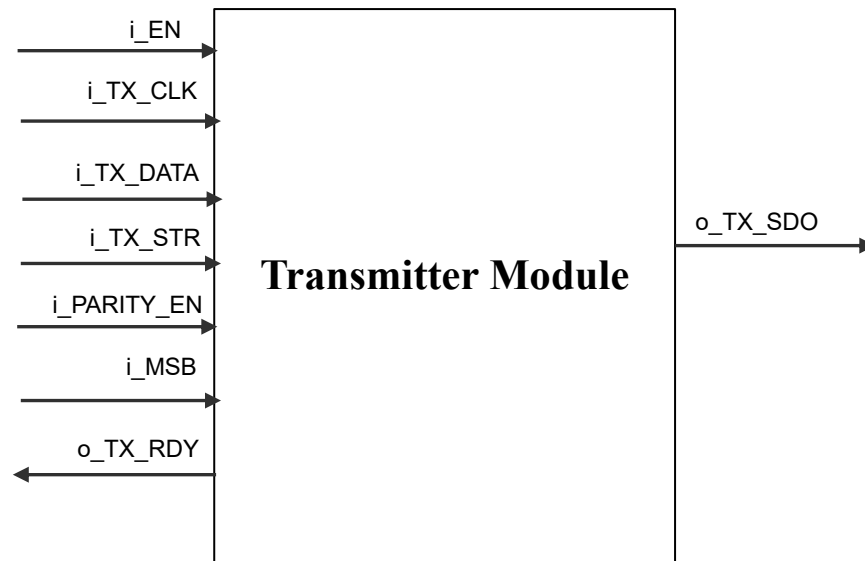 i_EN
i_TX_CLK
i_TX_DATA
i_TX_STR
i_PARITY_EN
i_MSB
o_TX_RDY
Transmitter Module
o_TX_SDO